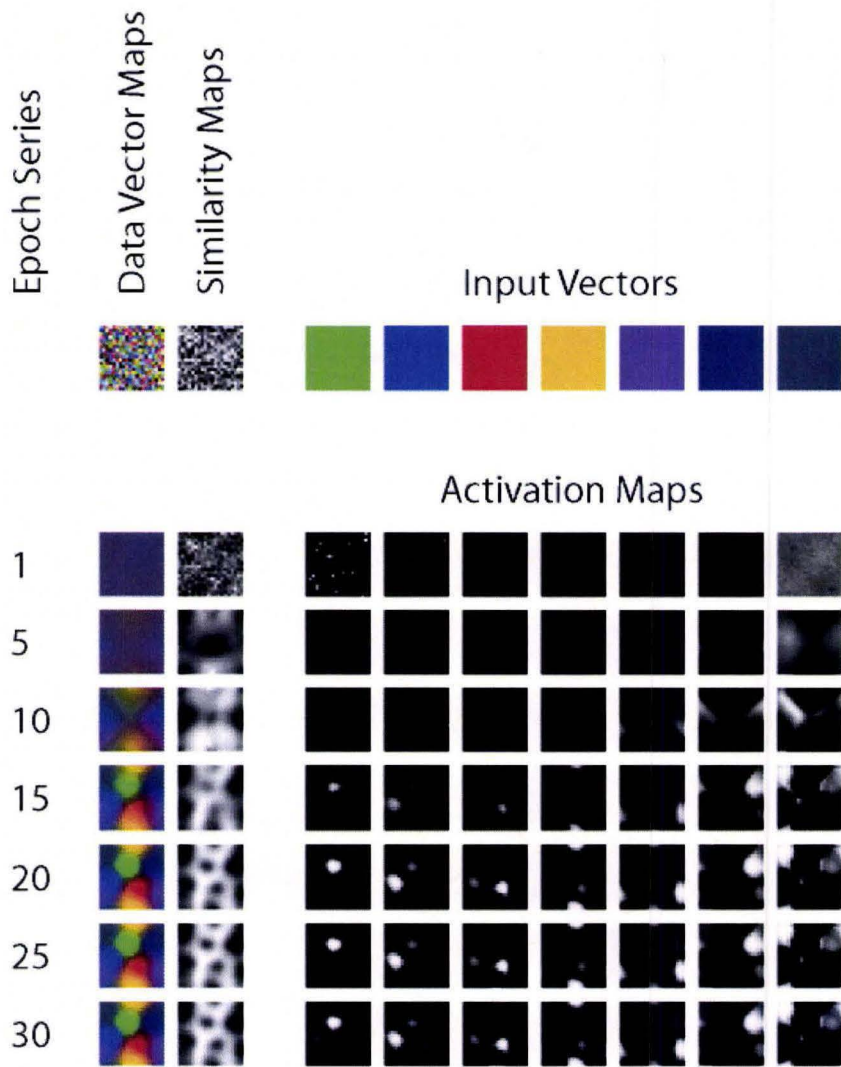 Epoch Series
Data Vector Maps
Similarity Maps
Input Vectors
Activation Maps
1
5
10
15
20
25
30